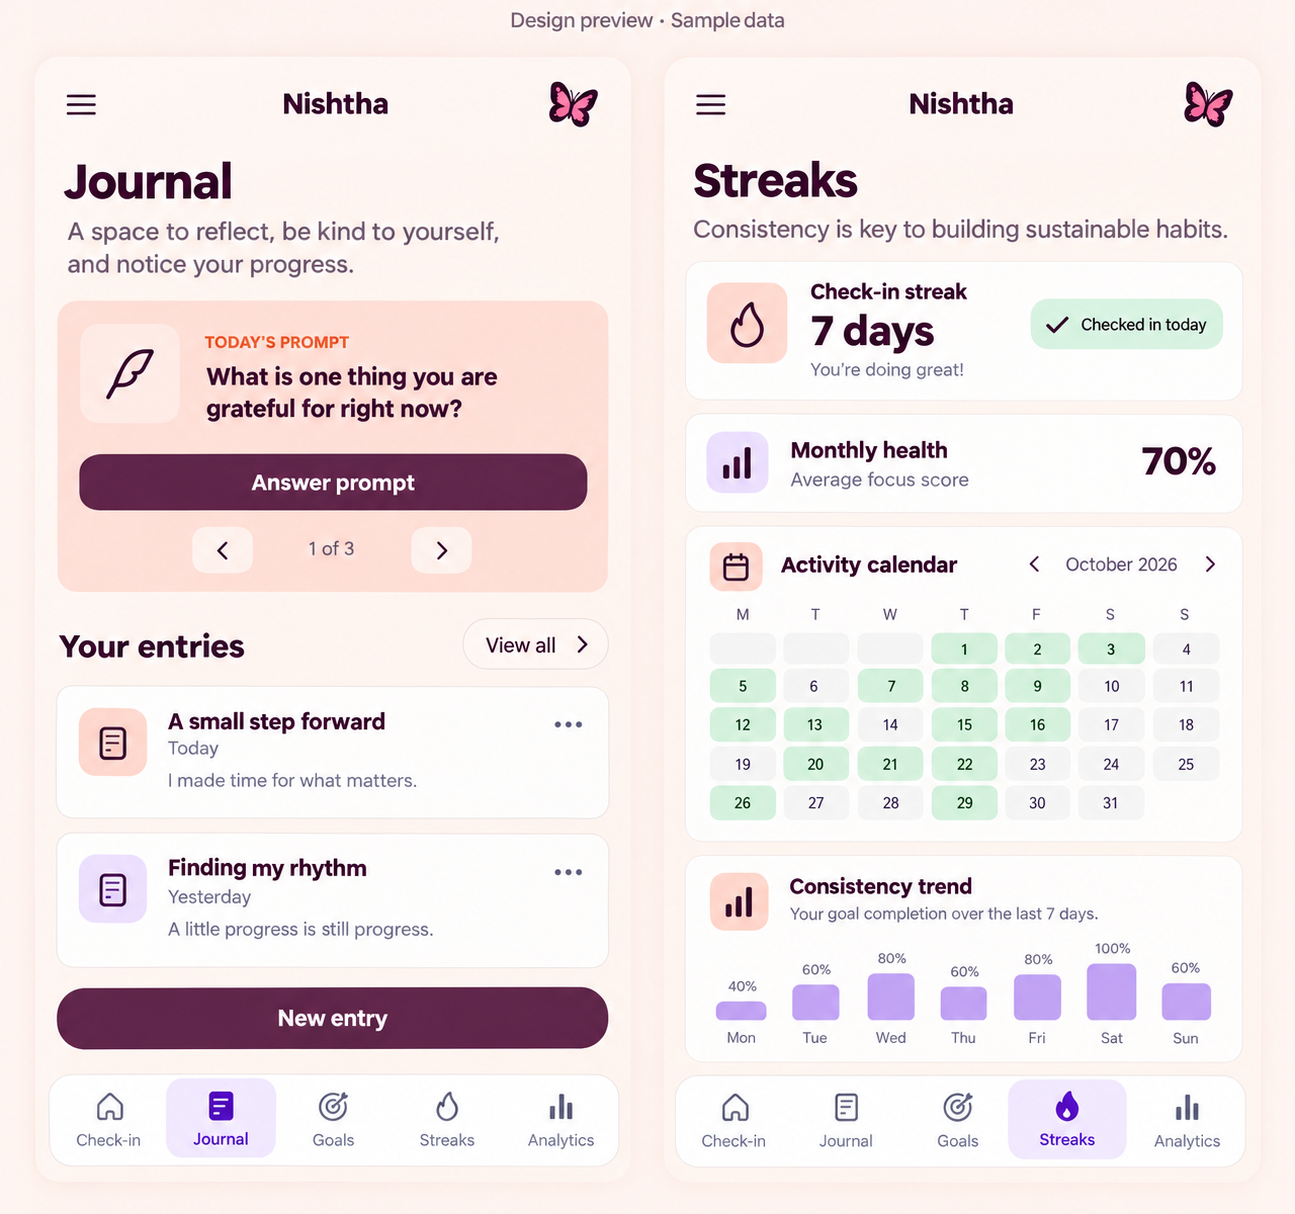 Design preview · Sample data
Nishtha
Journal
A space to reflect, be kind to yourself,
and notice your progress.
TODAY'S PROMPT
What is one thing you are
grateful for right now?
Answer prompt
1 of 3
Your entries
View all
A small step forward
Today
I made time for what matters.
Finding my rhythm
Yesterday
A little progress is still progress.
New entry
Check-in Journal Goals Streaks Analytics
Nishtha
Streaks
Consistency is key to building sustainable habits.
Check-in streak
7 days
You're doing great!
Checked in today
Monthly health
Average focus score
70%
Activity calendar
October 2026
M T W T F S S
1 2 3 4
5 6 7 8 9 10 11
12 13 14 15 16 17 18
19 20 21 22 23 24 25
26 27 28 29 30 31
Consistency trend
Your goal completion over the last 7 days.
40% 60% 80% 60% 80% 100% 60%
Mon Tue Wed Thu Fri Sat Sun
Check-in Journal Goals Streaks Analytics